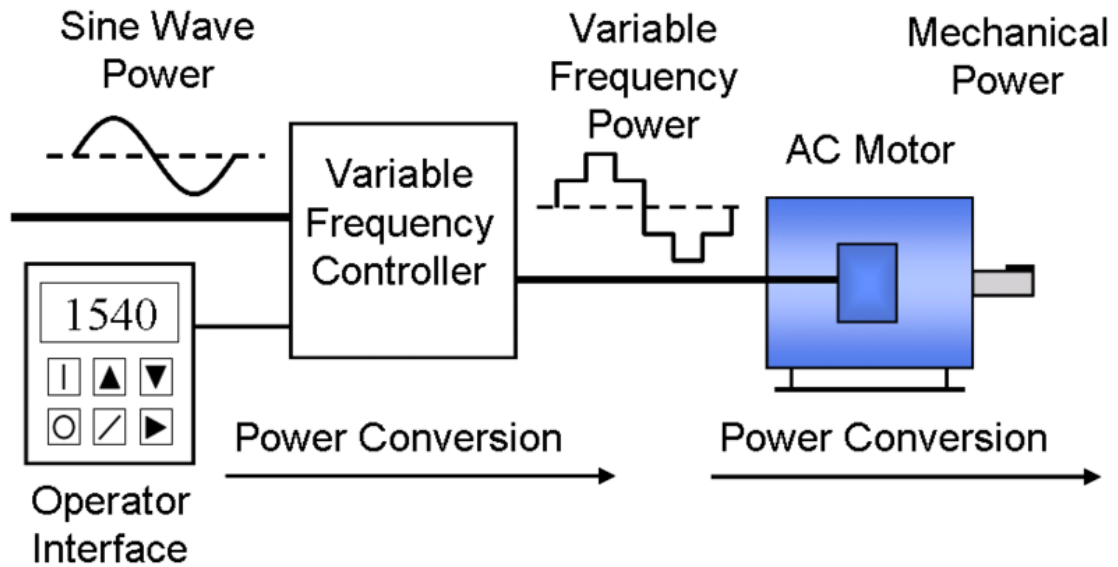 Sine Wave
Power
Variable
Frequency
Power
Mechanical
Power
AC Motor
Variable
Frequency
Controller
1540
Power Conversion
Power Conversion
Operator
Interface